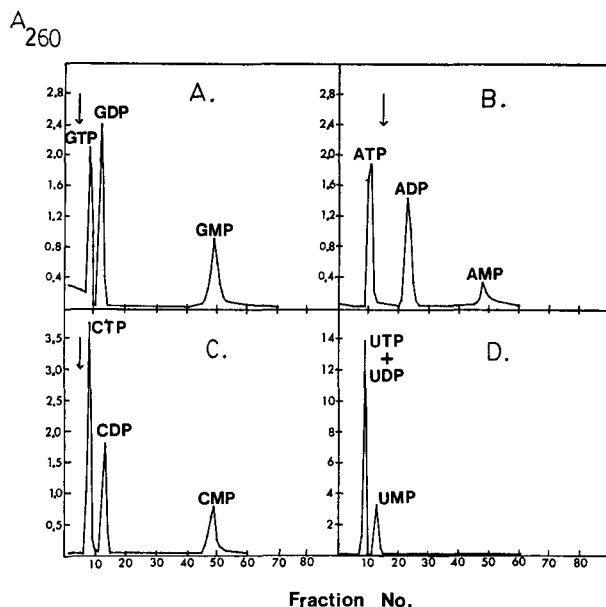 A260
A.
GTP
GDP
GMP
2,8
2,4
2,0
1,6
1,2
0,8
0,4
B.
ATP
ADP
AMP
2,8
2,4
2,0
1,6
1,2
0,8
0,4
C.
CTP
CDP
CMP
3,5
3,0
2,5
2,0
1,5
1,0
0,5
10 20 30 40 50 60 70 80
D.
UTP
+
UDP
UMP
14
12
10
8
6
4
2
10 20 30 40 50 60 70 80
Fraction No.